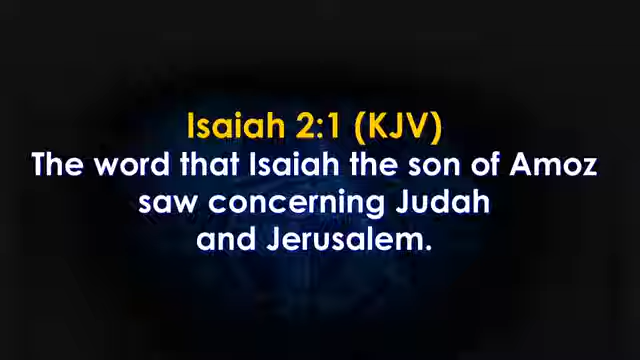 Isaiah 2:1 (KJV)
The word that Isaiah the son of Amoz
saw concerning Judah
and Jerusalem.